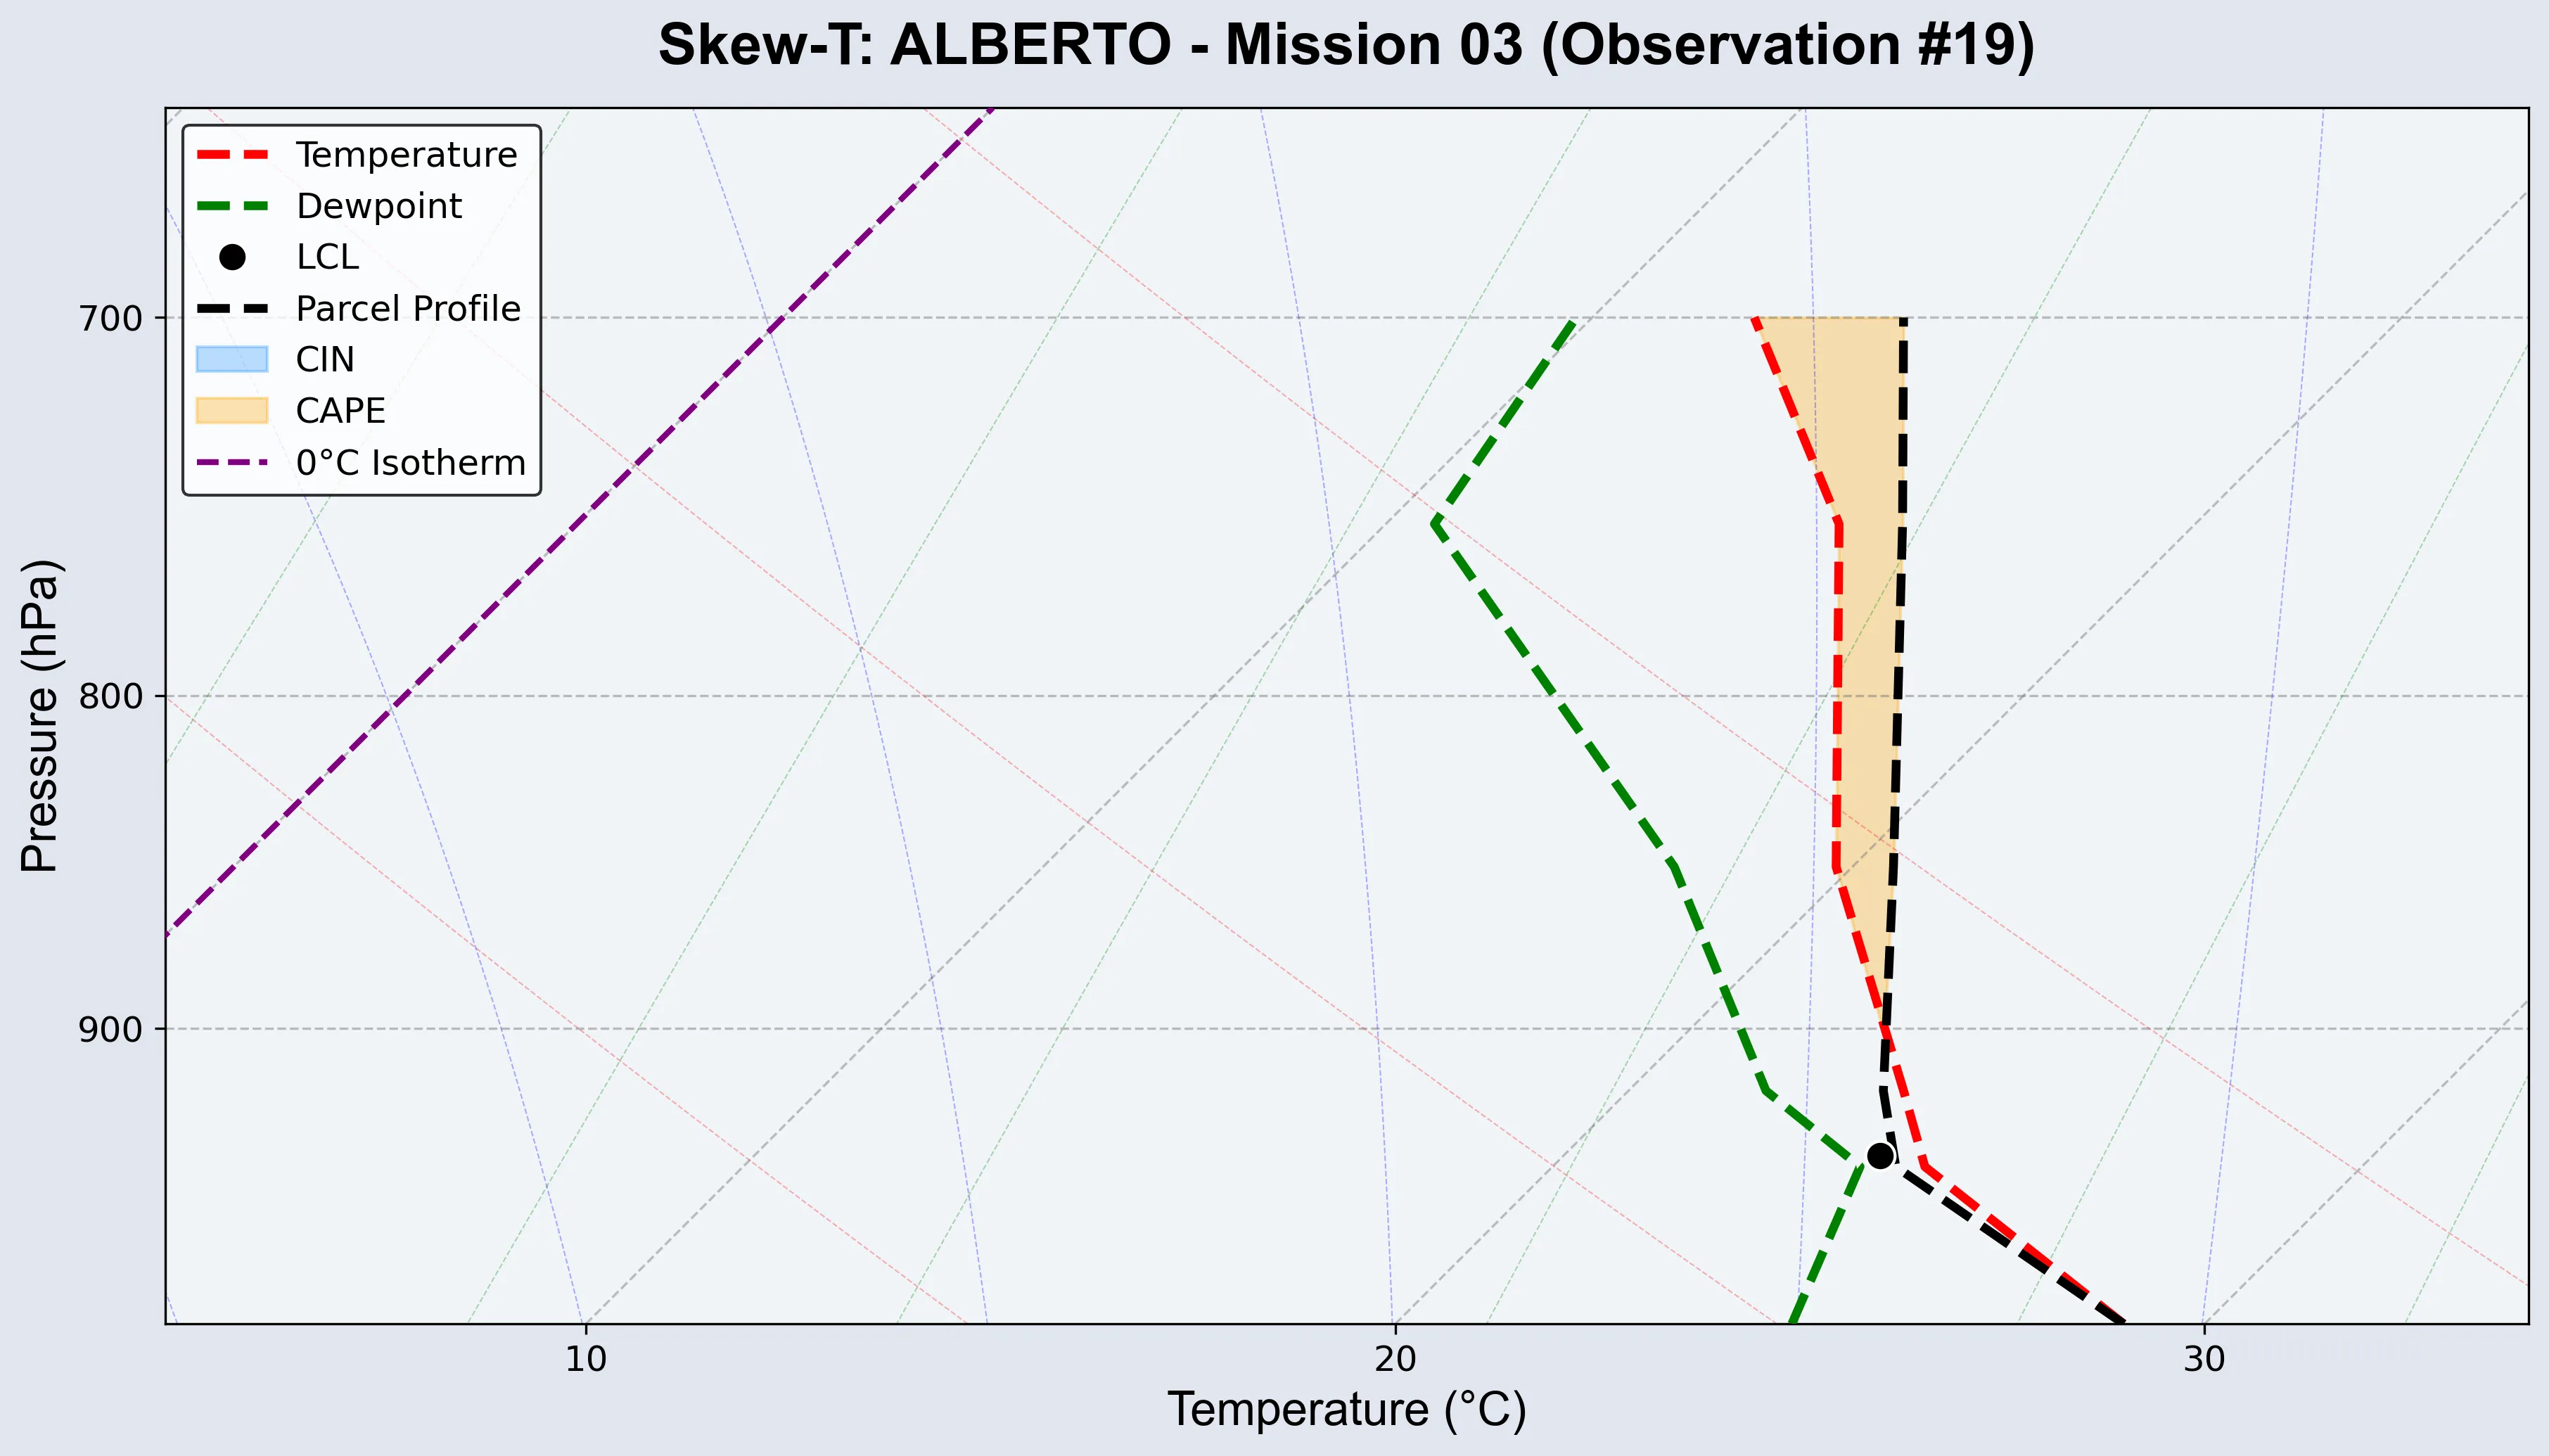 Skew-T: ALBERTO - Mission 03 (Observation #19)
Temperature
Dewpoint
LCL
Parcel Profile
CIN
CAPE
0°C Isotherm
Pressure (hPa)
700
800
900
10
20
30
Temperature (°C)